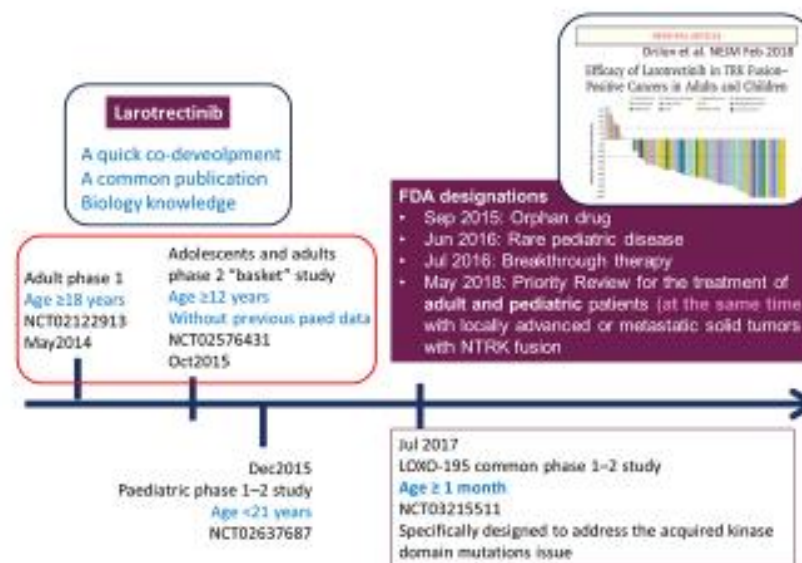 Drilon et al. NEJM Feb 2018
Efficacy of Larotrectinib in TRK Fusion–
Positive Cancers in Adults and Children
Larotrectinib
A quick co-deveolpment
A common publication
Biology knowledge
FDA designations
• Sep 2015: Orphan drug
• Jun 2016: Rare pediatric disease
• Jul 2016: Breakthrough therapy
• May 2018: Priority Review for the treatment of
adult and pediatric patients (at the same time
with locally advanced or metastatic solid tumors
with NTRK fusion
Adult phase 1
Age ≥18 years
NCT02122913
May2014
Adolescents and adults
phase 2 "basket" study
Age ≥12 years
Without previous paed data
NCT02576431
Oct2015
Dec2015
Paediatric phase 1–2 study
Age <21 years
NCT02637687
Jul 2017
LOXO-195 common phase 1–2 study
Age ≥ 1 month
NCT03215511
Specifically designed to address the acquired kinase
domain mutations issue